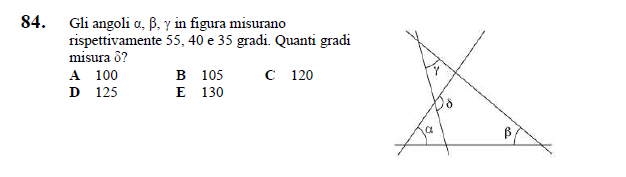 84. Gli angoli α, β, γ in figura misurano
rispettivamente 55, 40 e 35 gradi. Quanti gradi
misura δ?
A 100 B 105 C 120
D 125 E 130
γ
δ
α
β